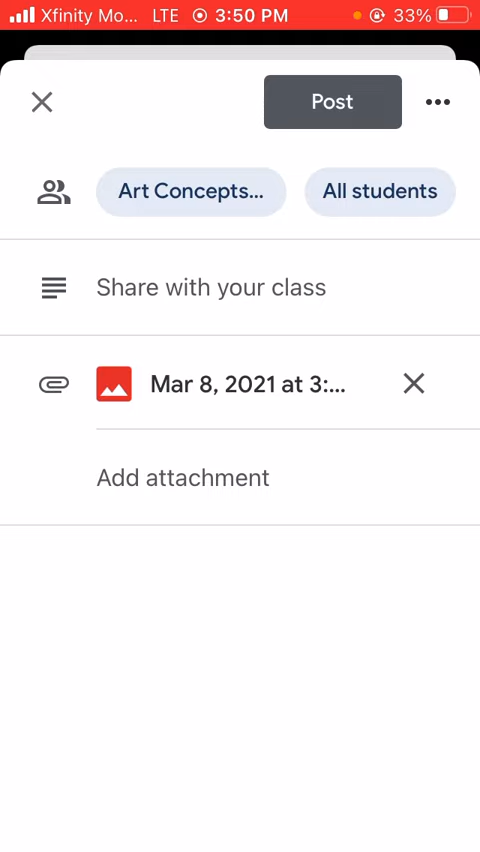 Xfinity Mo... LTE 3:50 PM 33%
Post
Art Concepts... All students
Share with your class
Mar 8, 2021 at 3:...
Add attachment